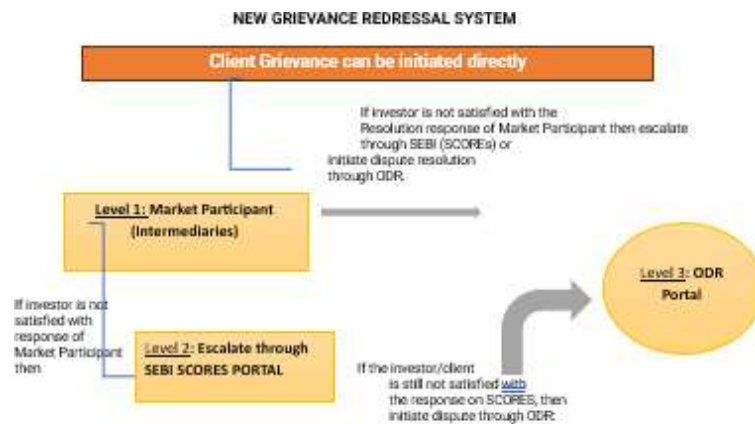 NEW GRIEVANCE REDRESSAL SYSTEM
Client Grievance can be initiated directly
If investor is not satisfied with the
Resolution response of Market Participant then escalate
through SEBI (SCOREs) or
initiate dispute resolution
through ODR.
Level 1: Market Participant
(Intermediaries)
Level 3: ODR
Portal
If investor is not
satisfied with
response of
Market Participant
then
Level 2: Escalate through
SEBI SCORES PORTAL
If the investor/client
is still not satisfied with
the response on SCORES, then
initiate dispute through ODR.